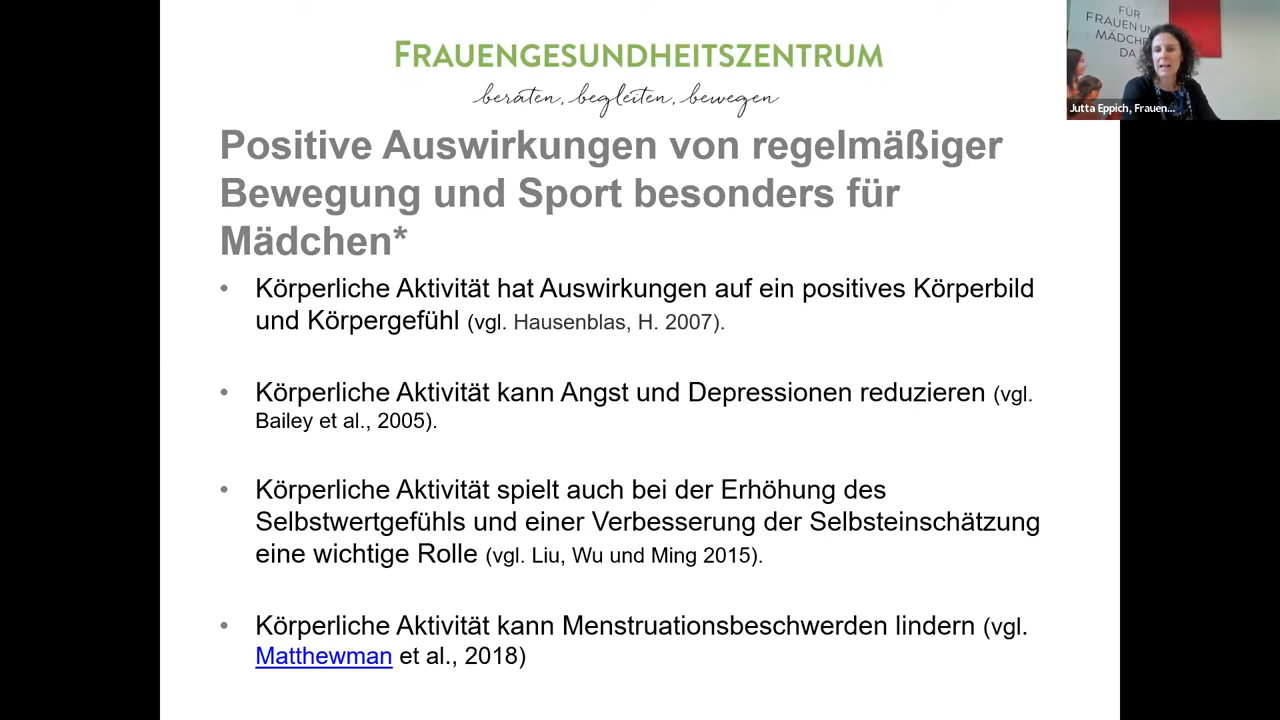 FRAUENGESUNDHEITSZENTRUM
beraten, begleiten, bewegen
Positive Auswirkungen von regelmäßiger
Bewegung und Sport besonders für
Mädchen*
• Körperliche Aktivität hat Auswirkungen auf ein positives Körperbild
und Körpergefühl (vgl. Hausenblas, H. 2007).
• Körperliche Aktivität kann Angst und Depressionen reduzieren (vgl.
Bailey et al., 2005).
• Körperliche Aktivität spielt auch bei der Erhöhung des
Selbstwertgefühls und einer Verbesserung der Selbsteinschätzung
eine wichtige Rolle (vgl. Liu, Wu und Ming 2015).
• Körperliche Aktivität kann Menstruationsbeschwerden lindern (vgl.
Matthewman et al., 2018)
FÜR
FRAUEN UN
MÄDCHE
DA
Jutta Eppich, Frauen...